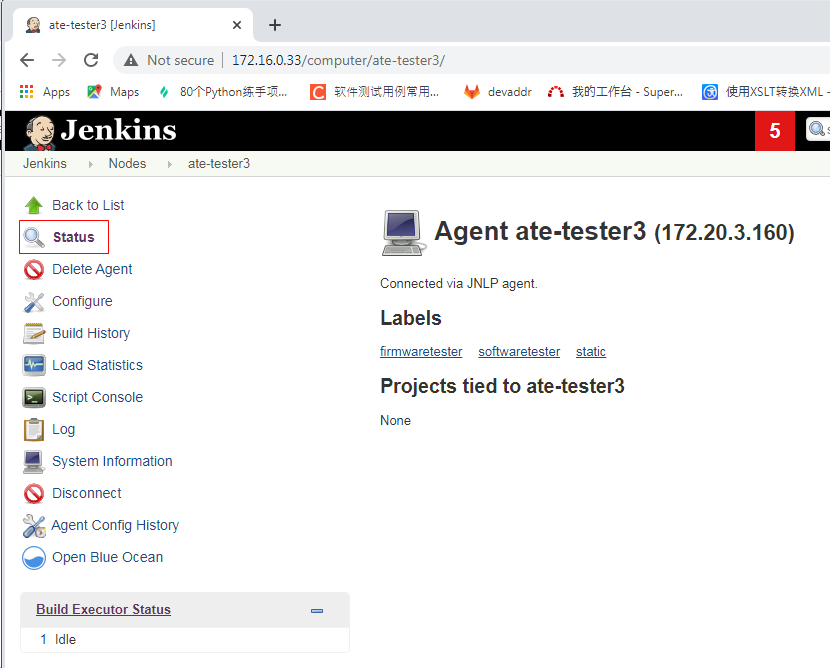 ate-tester3 [Jenkins]
Not secure 172.16.0.33/computer/ate-tester3/
Apps Maps 80个Python练手项... 软件测试用例常用... devaddr 我的工作台 - Super... 使用XSLT转换XML -
Jenkins 5 s
Jenkins Nodes ate-tester3
Back to List
Status
Delete Agent
Configure
Build History
Load Statistics
Script Console
Log
System Information
Disconnect
Agent Config History
Open Blue Ocean
Build Executor Status
1 Idle
Agent ate-tester3 (172.20.3.160)
Connected via JNLP agent.
Labels
firmwaretester softwaretester static
Projects tied to ate-tester3
None